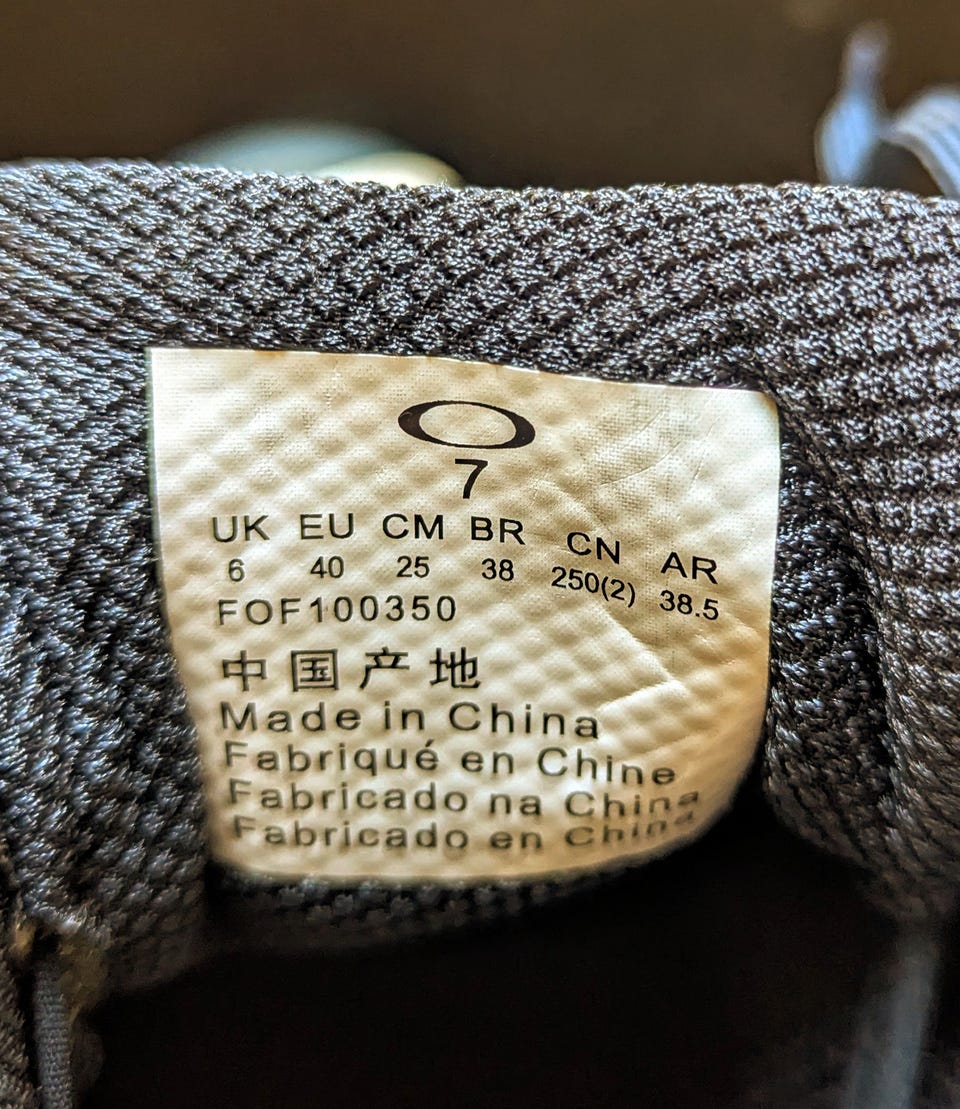 7
UK EU CM BR CN AR
6 40 25 38 250(2) 38.5
FOF100350
中国产地
Made in China
Fabriqué en Chine
Fabricado na China
Fabricado en China